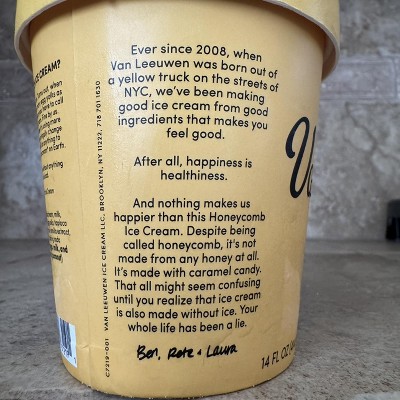 Ever since 2008, when
Van Leeuwen was born out of
a yellow truck on the streets of
NYC, we've been making
good ice cream from good
ingredients that makes you
feel good.
After all, happiness is
healthiness.
And nothing makes us
happier than this Honeycomb
Ice Cream. Despite being
called honeycomb, it's not
made from any honey at all.
It's made with caramel candy.
That all might seem confusing
until you realize that ice cream
is also made without ice. Your
whole life has been a lie.
Ben, Pete + Laura
14 FL OZ
VAN LEEUWEN ICE CREAM LLC, BROOKLYN, NY 11222, 718 701 1630
ICE CREAM?